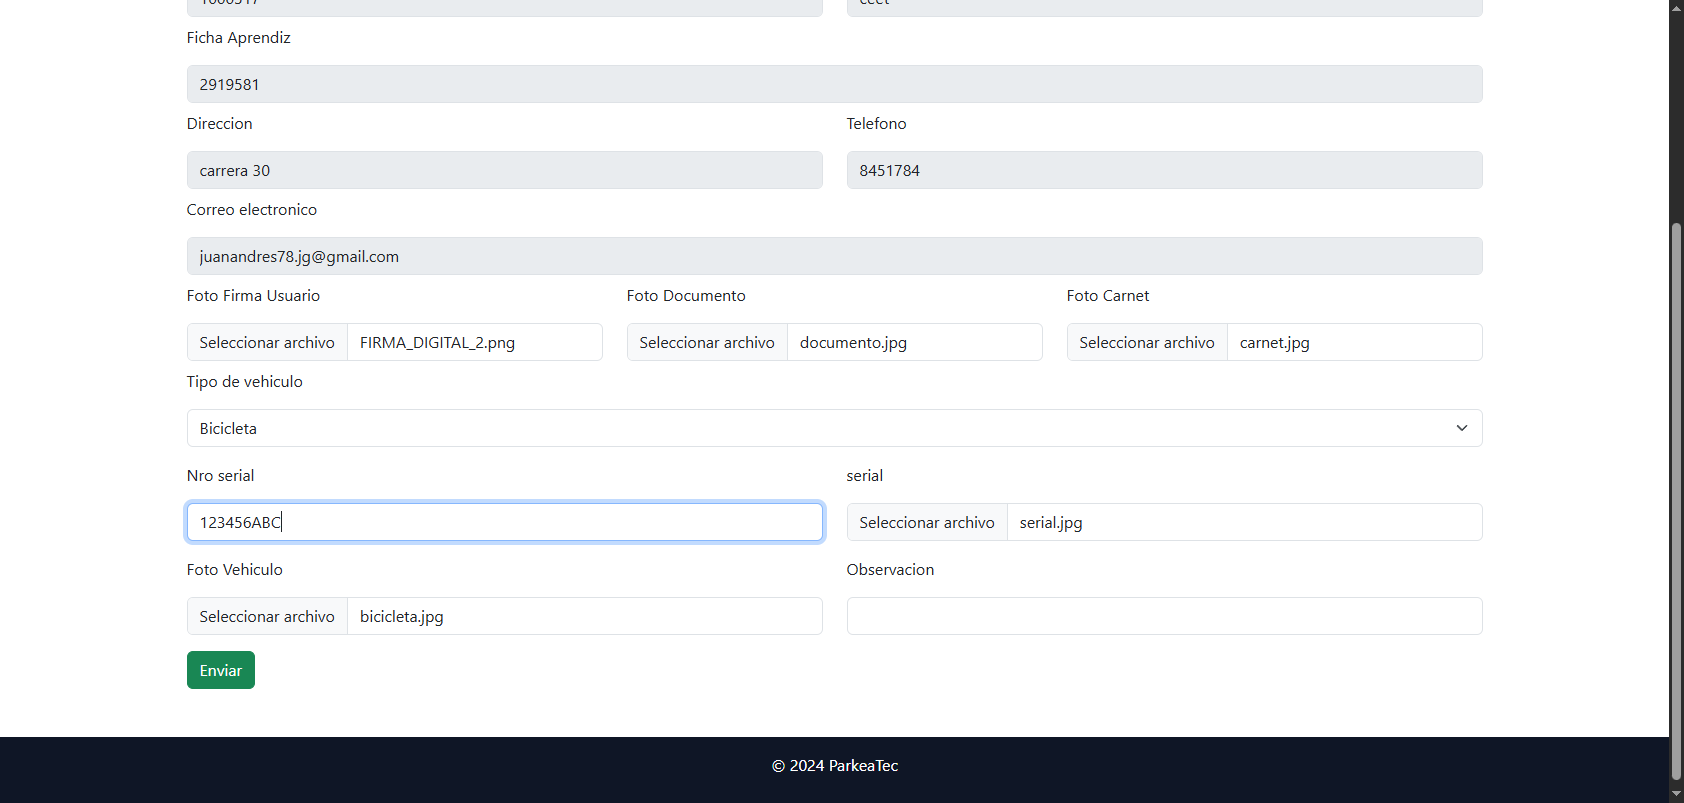 Ficha Aprendiz
2919581
Direccion Telefono
carrera 30 8451784
Correo electronico
juanandres78.jg@gmail.com
Foto Firma Usuario Foto Documento Foto Carnet
Seleccionar archivo FIRMA_DIGITAL_2.png Seleccionar archivo documento.jpg Seleccionar archivo carnet.jpg
Tipo de vehiculo
Bicicleta
Nro serial serial
123456ABC Seleccionar archivo serial.jpg
Foto Vehiculo Observacion
Seleccionar archivo bicicleta.jpg
Enviar
© 2024 ParkeaTec